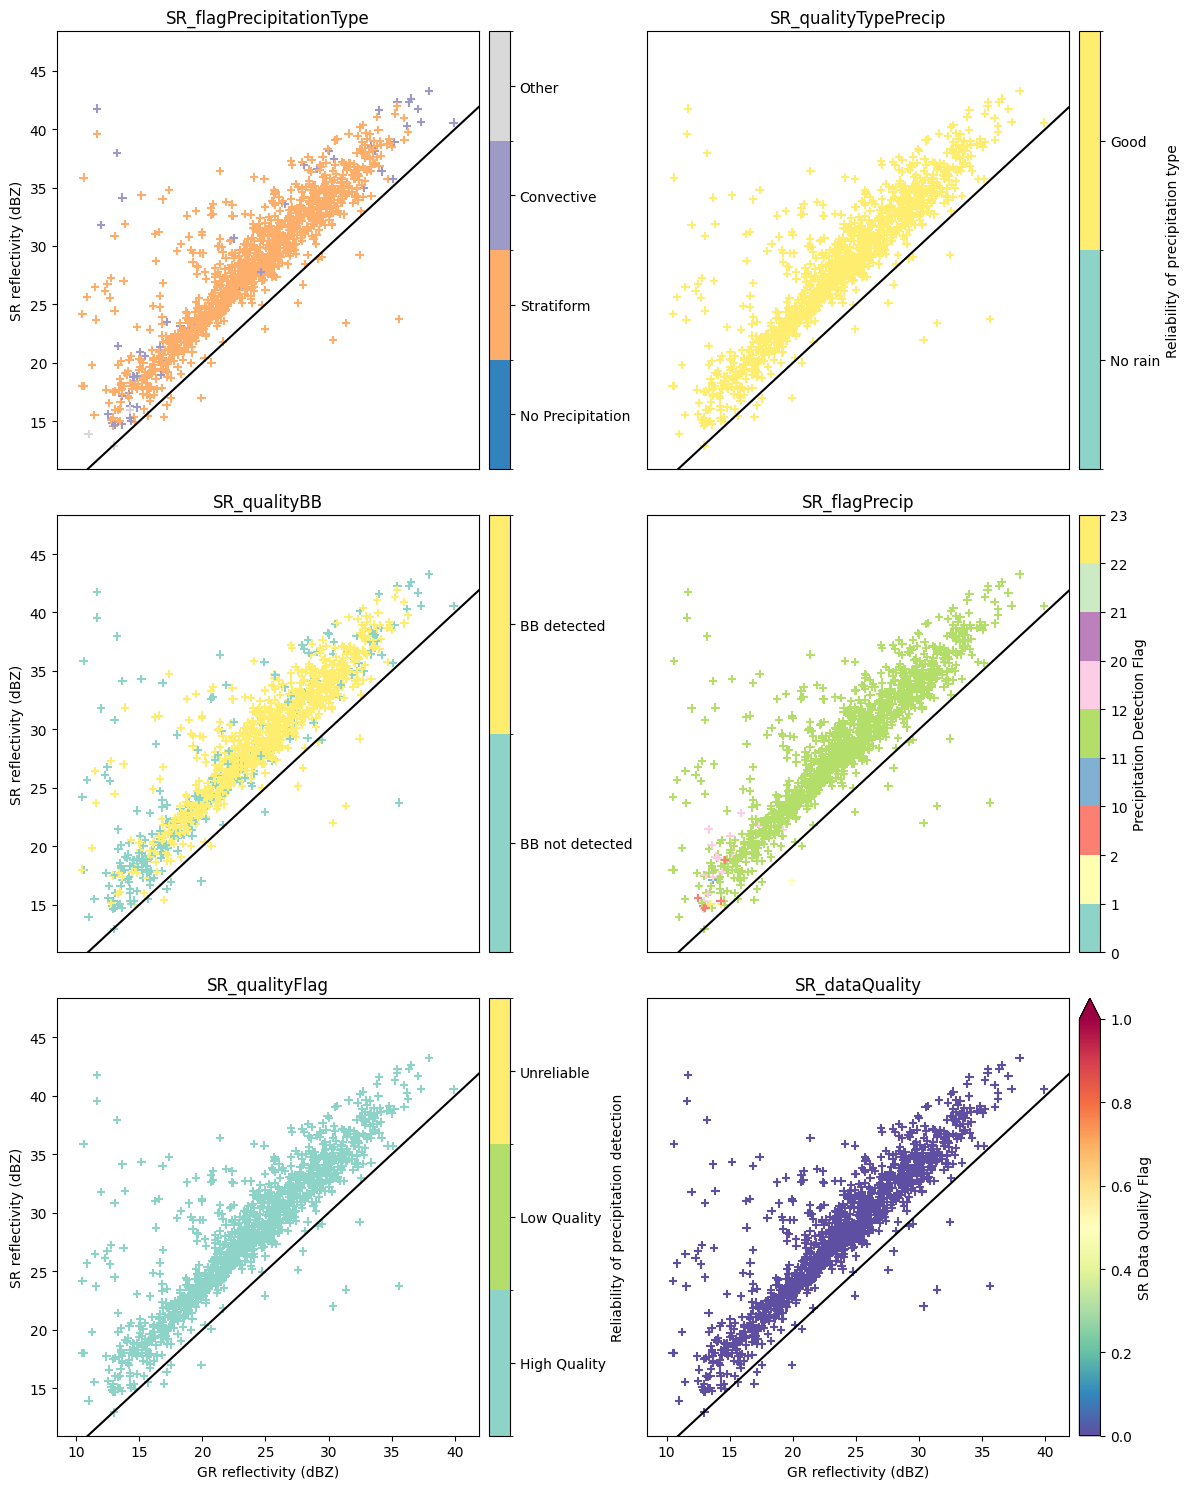 SR_flagPrecipitationType
SR reflectivity (dBZ)
45
40
35
30
25
20
15
Other
Convective
Stratiform
No Precipitation
SR_qualityTypePrecip
Good
No rain
Reliability of precipitation type
SR_qualityBB
SR reflectivity (dBZ)
45
40
35
30
25
20
15
BB detected
BB not detected
SR_flagPrecip
23
22
21
20
12
11
10
2
1
0
Precipitation Detection Flag
SR_qualityFlag
SR reflectivity (dBZ)
45
40
35
30
25
20
15
10 15 20 25 30 35 40
GR reflectivity (dBZ)
Unreliable
Low Quality
High Quality
Reliability of precipitation detection
SR_dataQuality
10 15 20 25 30 35 40
GR reflectivity (dBZ)
1.0
0.8
0.6
0.4
0.2
0.0
SR Data Quality Flag